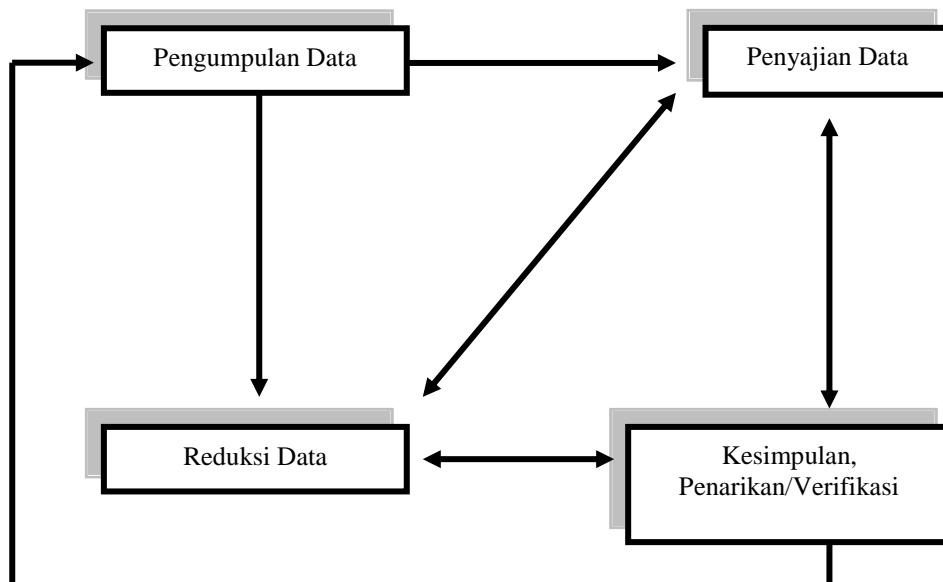 Pengumpulan Data
Penyajian Data
Reduksi Data
Kesimpulan,
Penarikan/Verifikasi